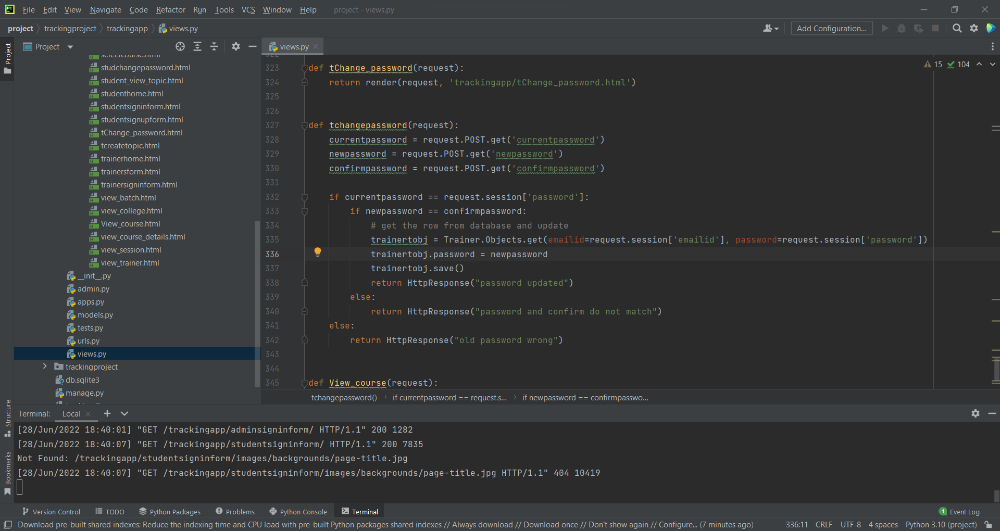 File Edit View Navigate Code Refactor Run Tools VCS Window Help project - views.py
project trackingproject trackingapp views.py Add Configuration...
Project
Project
views.py
selectcourse.html
studchangepassword.html
student_view_topic.html
studenthome.html
studentsigninform.html
studentsignupform.html
tChange_password.html
tcreatetopic.html
trainerhome.html
trainersform.html
trainersigninform.html
view_batch.html
view_college.html
View_course.html
view_course_details.html
view_session.html
view_trainer.html
__init__.py
admin.py
apps.py
models.py
tests.py
urls.py
views.py
trackingproject
db.sqlite3
manage.py
15 104
322
323 def tChange_password(request):
324 return render(request, 'trackingapp/tChange_password.html')
325
326
327 def tchangepassword(request):
328 currentpassword = request.POST.get('currentpassword')
329 newpassword = request.POST.get('newpassword')
330 confirmpassword = request.POST.get('confirmpassword')
331
332 if currentpassword == request.session['password']:
333 if newpassword == confirmpassword:
334 # get the row from database and update
335 trainertobj = Trainer.Objects.get(emailid=request.session['emailid'], password=request.session['password'])
336 trainertobj.password = newpassword
337 trainertobj.save()
338 return HttpResponse("password updated")
339 else:
340 return HttpResponse("password and confirm do not match")
341 else:
342 return HttpResponse("old password wrong")
343
344
345 def View_course(request):
tchangepassword() if currentpassword == request.s... if newpassword == confirmpasswo...
Structure
Bookmarks
Terminal: Local
[28/Jun/2022 18:40:01] "GET /trackingapp/adminsigninform/ HTTP/1.1" 200 1282
[28/Jun/2022 18:40:07] "GET /trackingapp/studentsigninform/ HTTP/1.1" 200 7835
Not Found: /trackingapp/studentsigninform/images/backgrounds/page-title.jpg
[28/Jun/2022 18:40:07] "GET /trackingapp/studentsigninform/images/backgrounds/page-title.jpg HTTP/1.1" 404 10419
Version Control TODO Python Packages Problems Python Console Terminal 1 Event Log
Download pre-built shared indexes: Reduce the indexing time and CPU load with pre-built Python packages shared indexes // Always download // Download once // Don't show again // Configure... (7 minutes ago) 336:11 CRLF UTF-8 4 spaces Python 3.10 (project)